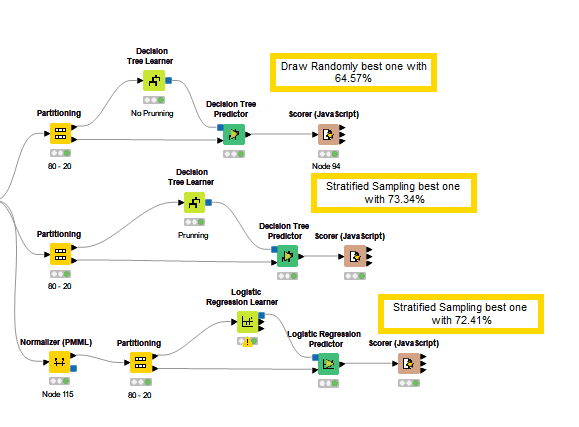 Decision
Tree Learner
No Prunning
Draw Randomly best one with
64.57%
Partitioning
80 - 20
Decision Tree
Predictor
Scorer (JavaScript)
Node 94
Decision
Tree Learner
Prunning
Stratified Sampling best one
with 73.34%
Partitioning
80 - 20
Decision Tree
Predictor
Scorer (JavaScript)
Logistic
Regression Learner
Stratified Sampling best one
with 72.41%
Normalizer (PMML)
Node 115
Partitioning
80 - 20
Logistic Regression
Predictor
Scorer (JavaScript)